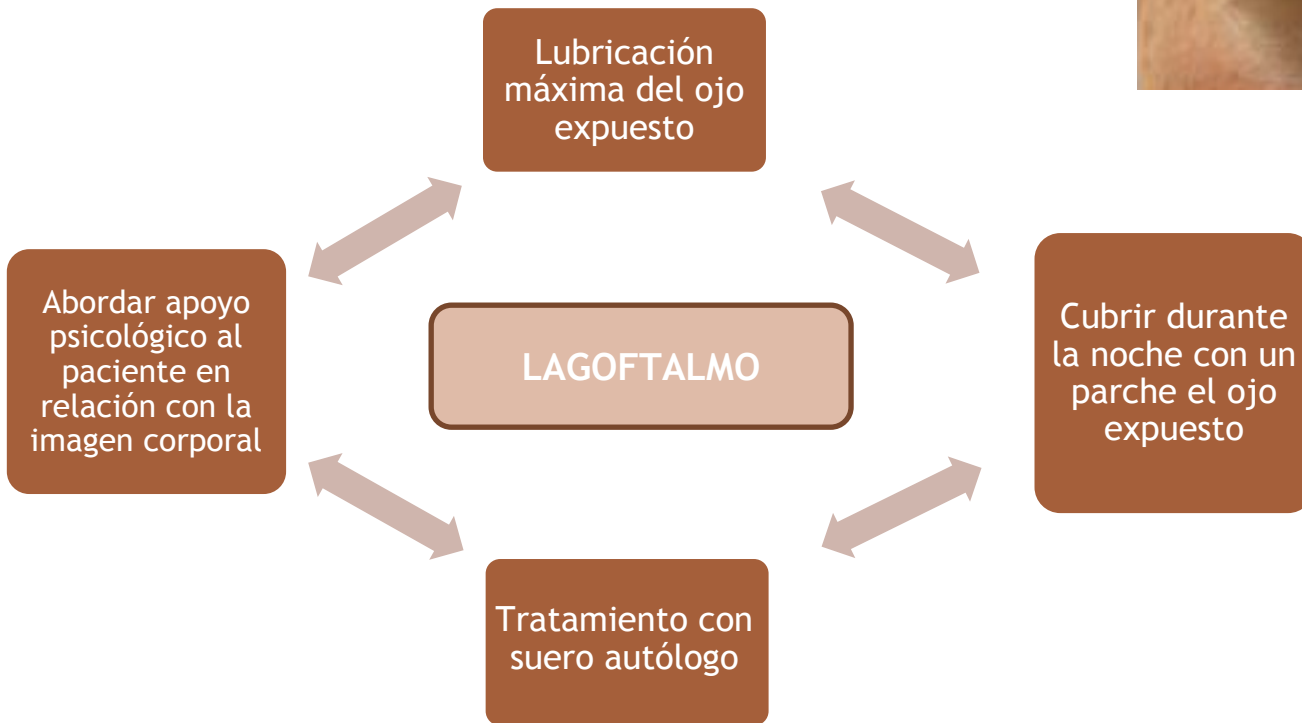 Lubricación
máxima del ojo
expuesto
Abordar apoyo
psicológico al
paciente en
relación con la
imagen corporal
LAGOFTALMO
Cubrir durante
la noche con un
parche el ojo
expuesto
Tratamiento con
suero autólogo